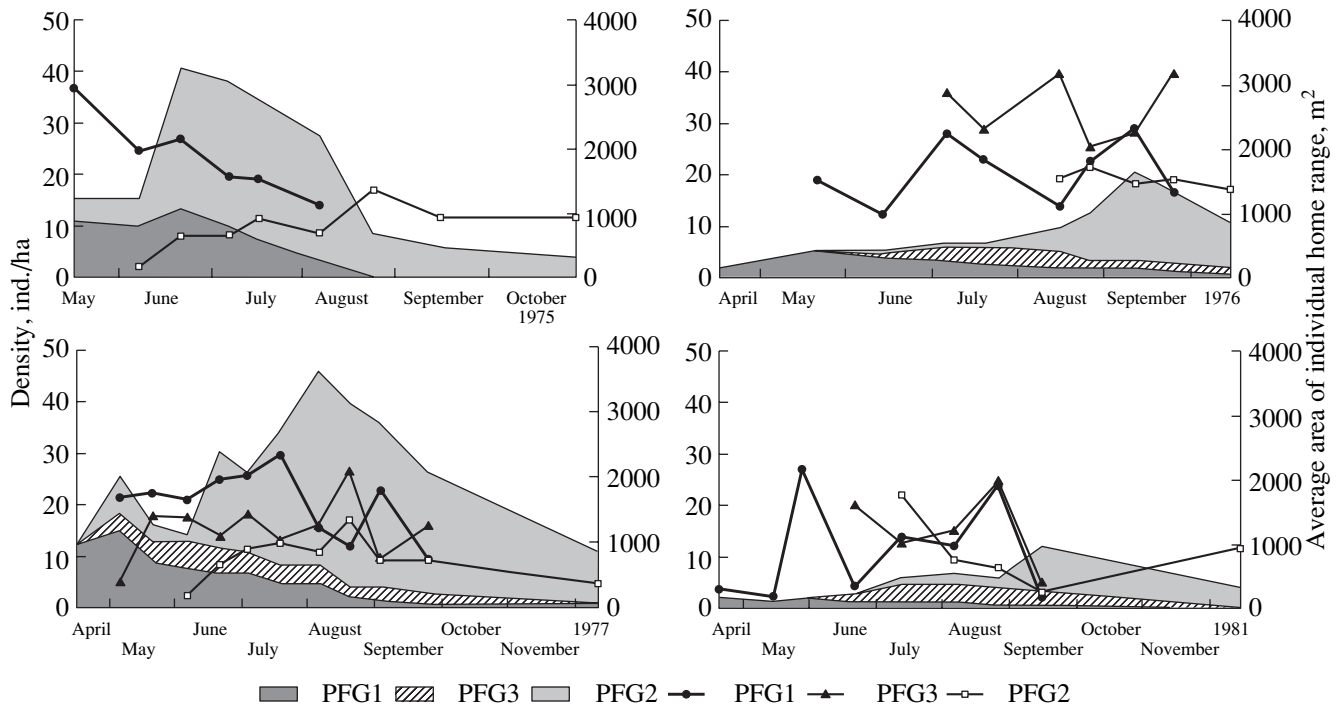 50
40
30
20
10
0
4000
3000
2000
1000
0
May
June
July
August
September
October
1975
50
40
30
20
10
0
4000
3000
2000
1000
0
April
May
June
July
August
September
1976
Density, ind./ha
Average area of individual home range, m2
50
40
30
20
10
0
4000
3000
2000
1000
0
April
June
August
October
1977
May
July
September
November
50
40
30
20
10
0
4000
3000
2000
1000
0
April
June
August
October
1981
May
July
September
November
PFG1 PFG3 PFG2 PFG1 PFG3 PFG2